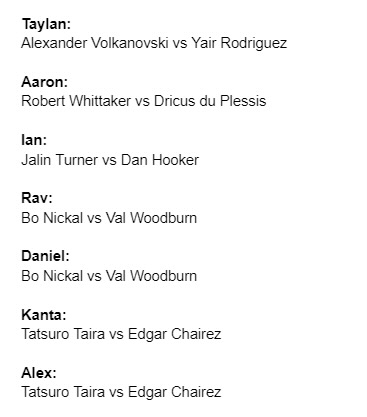 Taylan:
Alexander Volkanovski vs Yair Rodriguez
Aaron:
Robert Whittaker vs Dricus du Plessis
Ian:
Jalin Turner vs Dan Hooker
Rav:
Bo Nickal vs Val Woodburn
Daniel:
Bo Nickal vs Val Woodburn
Kanta:
Tatsuro Taira vs Edgar Chairez
Alex:
Tatsuro Taira vs Edgar Chairez